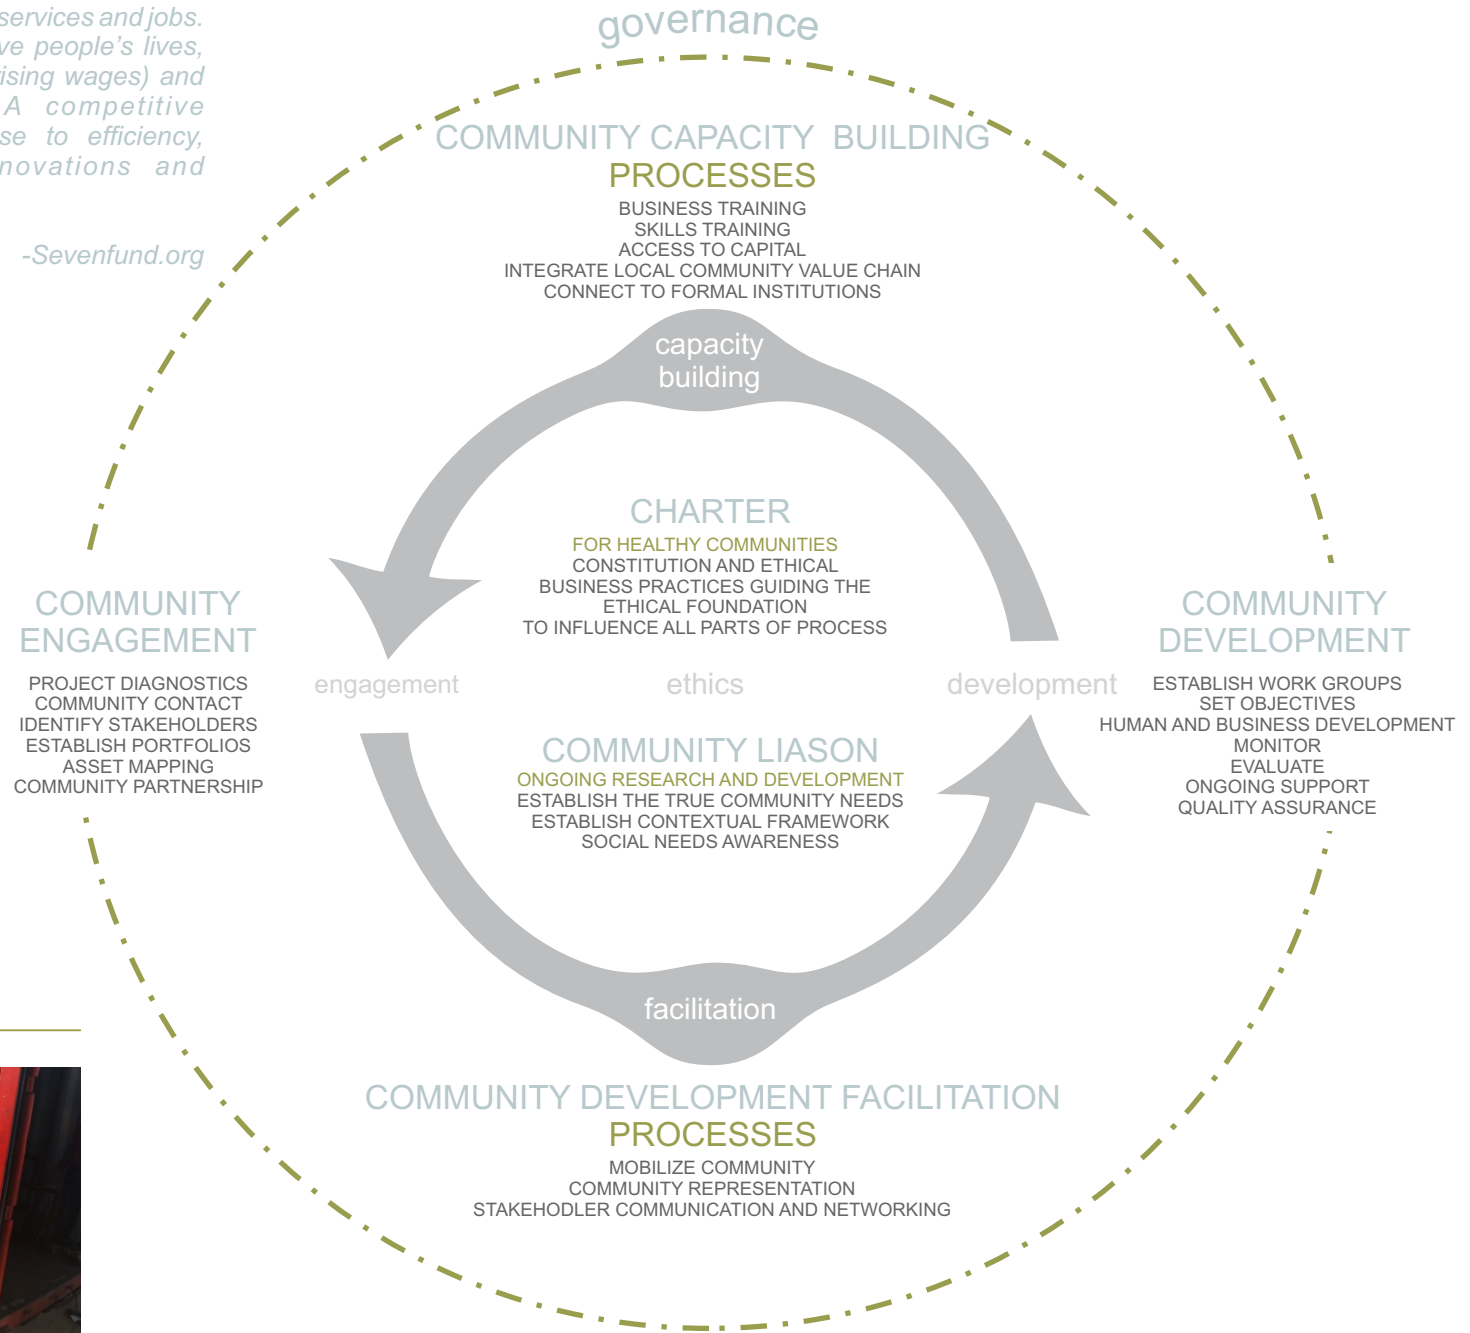 services and jobs.
ve people's lives,
rising wages) and
A competitive
se to efficiency,
novations and
-Sevenfund.org
governance
COMMUNITY CAPACITY BUILDING
PROCESSES
BUSINESS TRAINING
SKILLS TRAINING
ACCESS TO CAPITAL
INTEGRATE LOCAL COMMUNITY VALUE CHAIN
CONNECT TO FORMAL INSTITUTIONS
capacity
building
CHARTER
FOR HEALTHY COMMUNITIES
CONSTITUTION AND ETHICAL
BUSINESS PRACTICES GUIDING THE
ETHICAL FOUNDATION
TO INFLUENCE ALL PARTS OF PROCESS
COMMUNITY
ENGAGEMENT
PROJECT DIAGNOSTICS
COMMUNITY CONTACT
IDENTIFY STAKEHOLDERS
ESTABLISH PORTFOLIOS
ASSET MAPPING
COMMUNITY PARTNERSHIP
engagement
ethics
development
COMMUNITY
DEVELOPMENT
ESTABLISH WORK GROUPS
SET OBJECTIVES
HUMAN AND BUSINESS DEVELOPMENT
MONITOR
EVALUATE
ONGOING SUPPORT
QUALITY ASSURANCE
COMMUNITY LIASON
ONGOING RESEARCH AND DEVELOPMENT
ESTABLISH THE TRUE COMMUNITY NEEDS
ESTABLISH CONTEXTUAL FRAMEWORK
SOCIAL NEEDS AWARENESS
facilitation
COMMUNITY DEVELOPMENT FACILITATION
PROCESSES
MOBILIZE COMMUNITY
COMMUNITY REPRESENTATION
STAKEHODLER COMMUNICATION AND NETWORKING